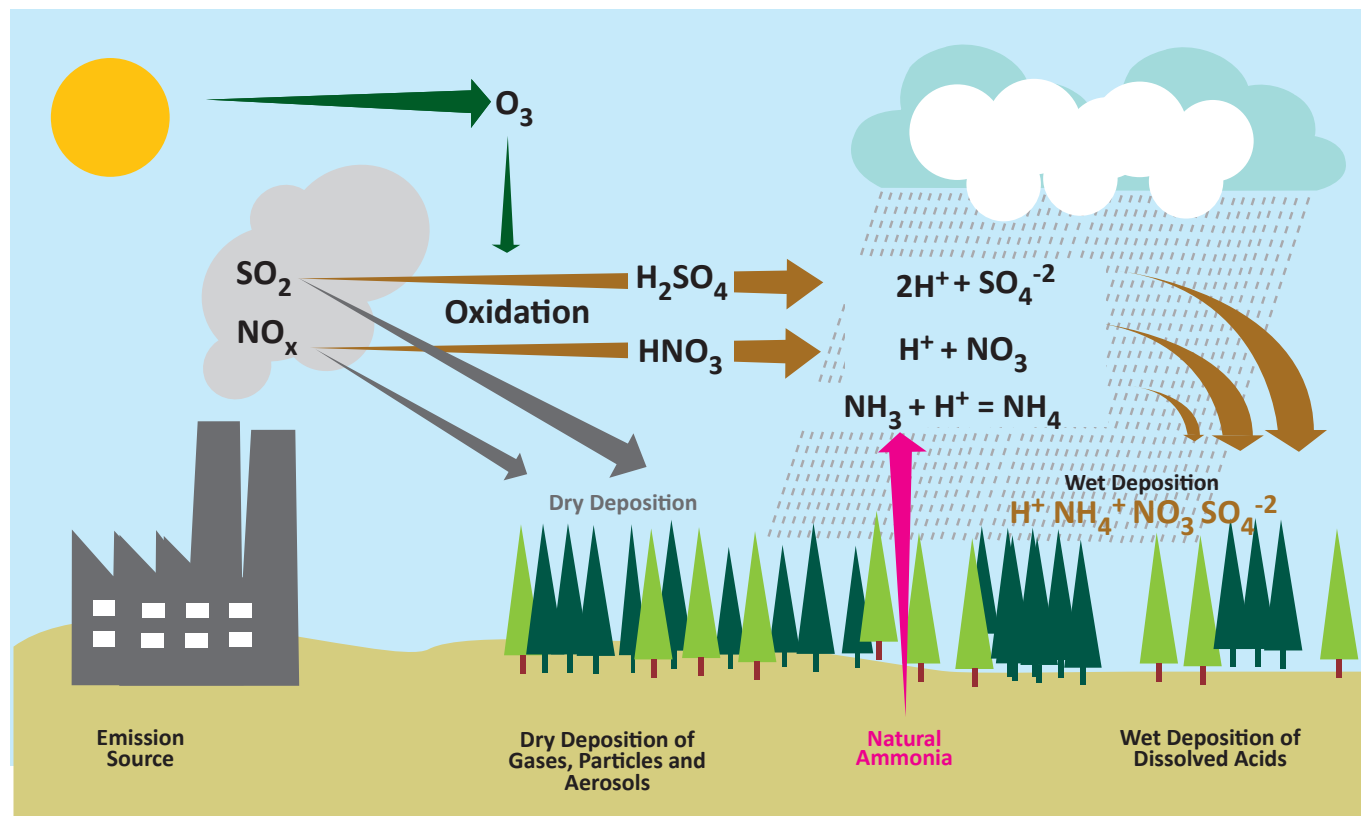 O₃
SO₂
H₂SO₄
2H⁺ + SO₄⁻²
Oxidation
NOₓ
HNO₃
H⁺ + NO₃
NH₃ + H⁺ = NH₄
Dry Deposition
Wet Deposition
H⁺ NH₄⁺ NO₃ SO₄⁻²
Emission
Source
Dry Deposition of
Gases, Particles and
Aerosols
Natural
Ammonia
Wet Deposition of
Dissolved Acids